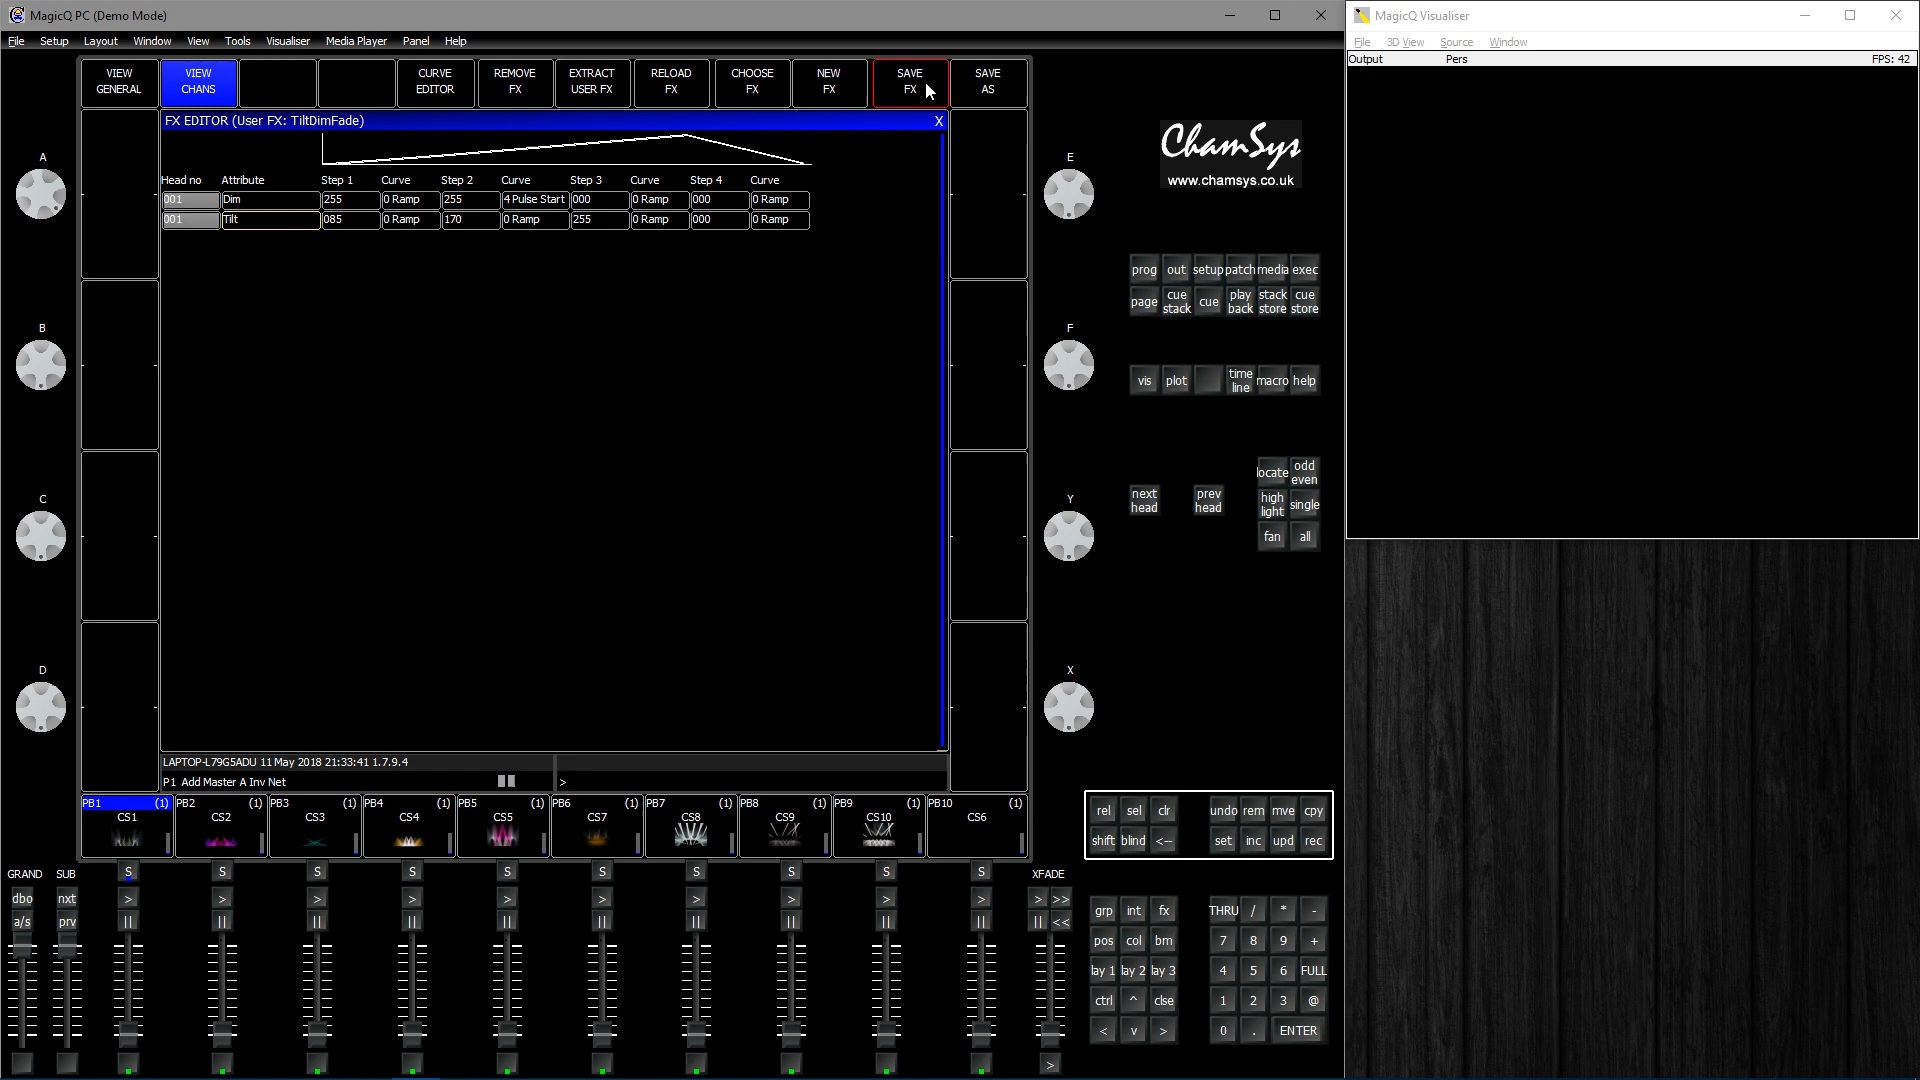 MagicQ PC (Demo Mode)
File Setup Layout Window View Tools Visualiser Media Player Panel Help
VIEW GENERAL
VIEW CHANS
CURVE EDITOR
REMOVE FX
EXTRACT USER FX
RELOAD FX
CHOOSE FX
NEW FX
SAVE FX
SAVE AS
FX EDITOR (User FX: TiltDimFade) X
Head no Attribute Step 1 Curve Step 2 Curve Step 3 Curve Step 4 Curve
001 Dim 255 0 Ramp 255 4 Pulse Start 000 0 Ramp 000 0 Ramp
001 Tilt 085 0 Ramp 170 0 Ramp 255 0 Ramp 000 0 Ramp
A
B
C
D
E
F
Y
X
LAPTOP-L79G5ADU 11 May 2018 21:33:41 1.7.9.4
P1 Add Master A Inv Net >
PB1 (1) PB2 (1) PB3 (1) PB4 (1) PB5 (1) PB6 (1) PB7 (1) PB8 (1) PB9 (1) PB10 (1)
CS1 CS2 CS3 CS4 CS5 CS7 CS8 CS9 CS10 CS6
GRAND SUB S S S S S S S S S S XFADE
dbo nxt > > > > > > > > > > > >>
a/s prv || || || || || || || || || || || <<
>
ChamSys
www.chamsys.co.uk
prog out setup patch media exec
page cue stack cue play back stack store cue store
vis plot time line macro help
next head prev head locate odd even
high light single
fan all
rel sel clr undo rem mve cpy
shift blind <-- set inc upd rec
grp int fx THRU / * -
pos col bm 7 8 9 +
lay 1 lay 2 lay 3 4 5 6 FULL
ctrl ^ clse 1 2 3 @
< v > 0 . ENTER
MagicQ Visualiser
File 3D View Source Window
Output Pers FPS: 42